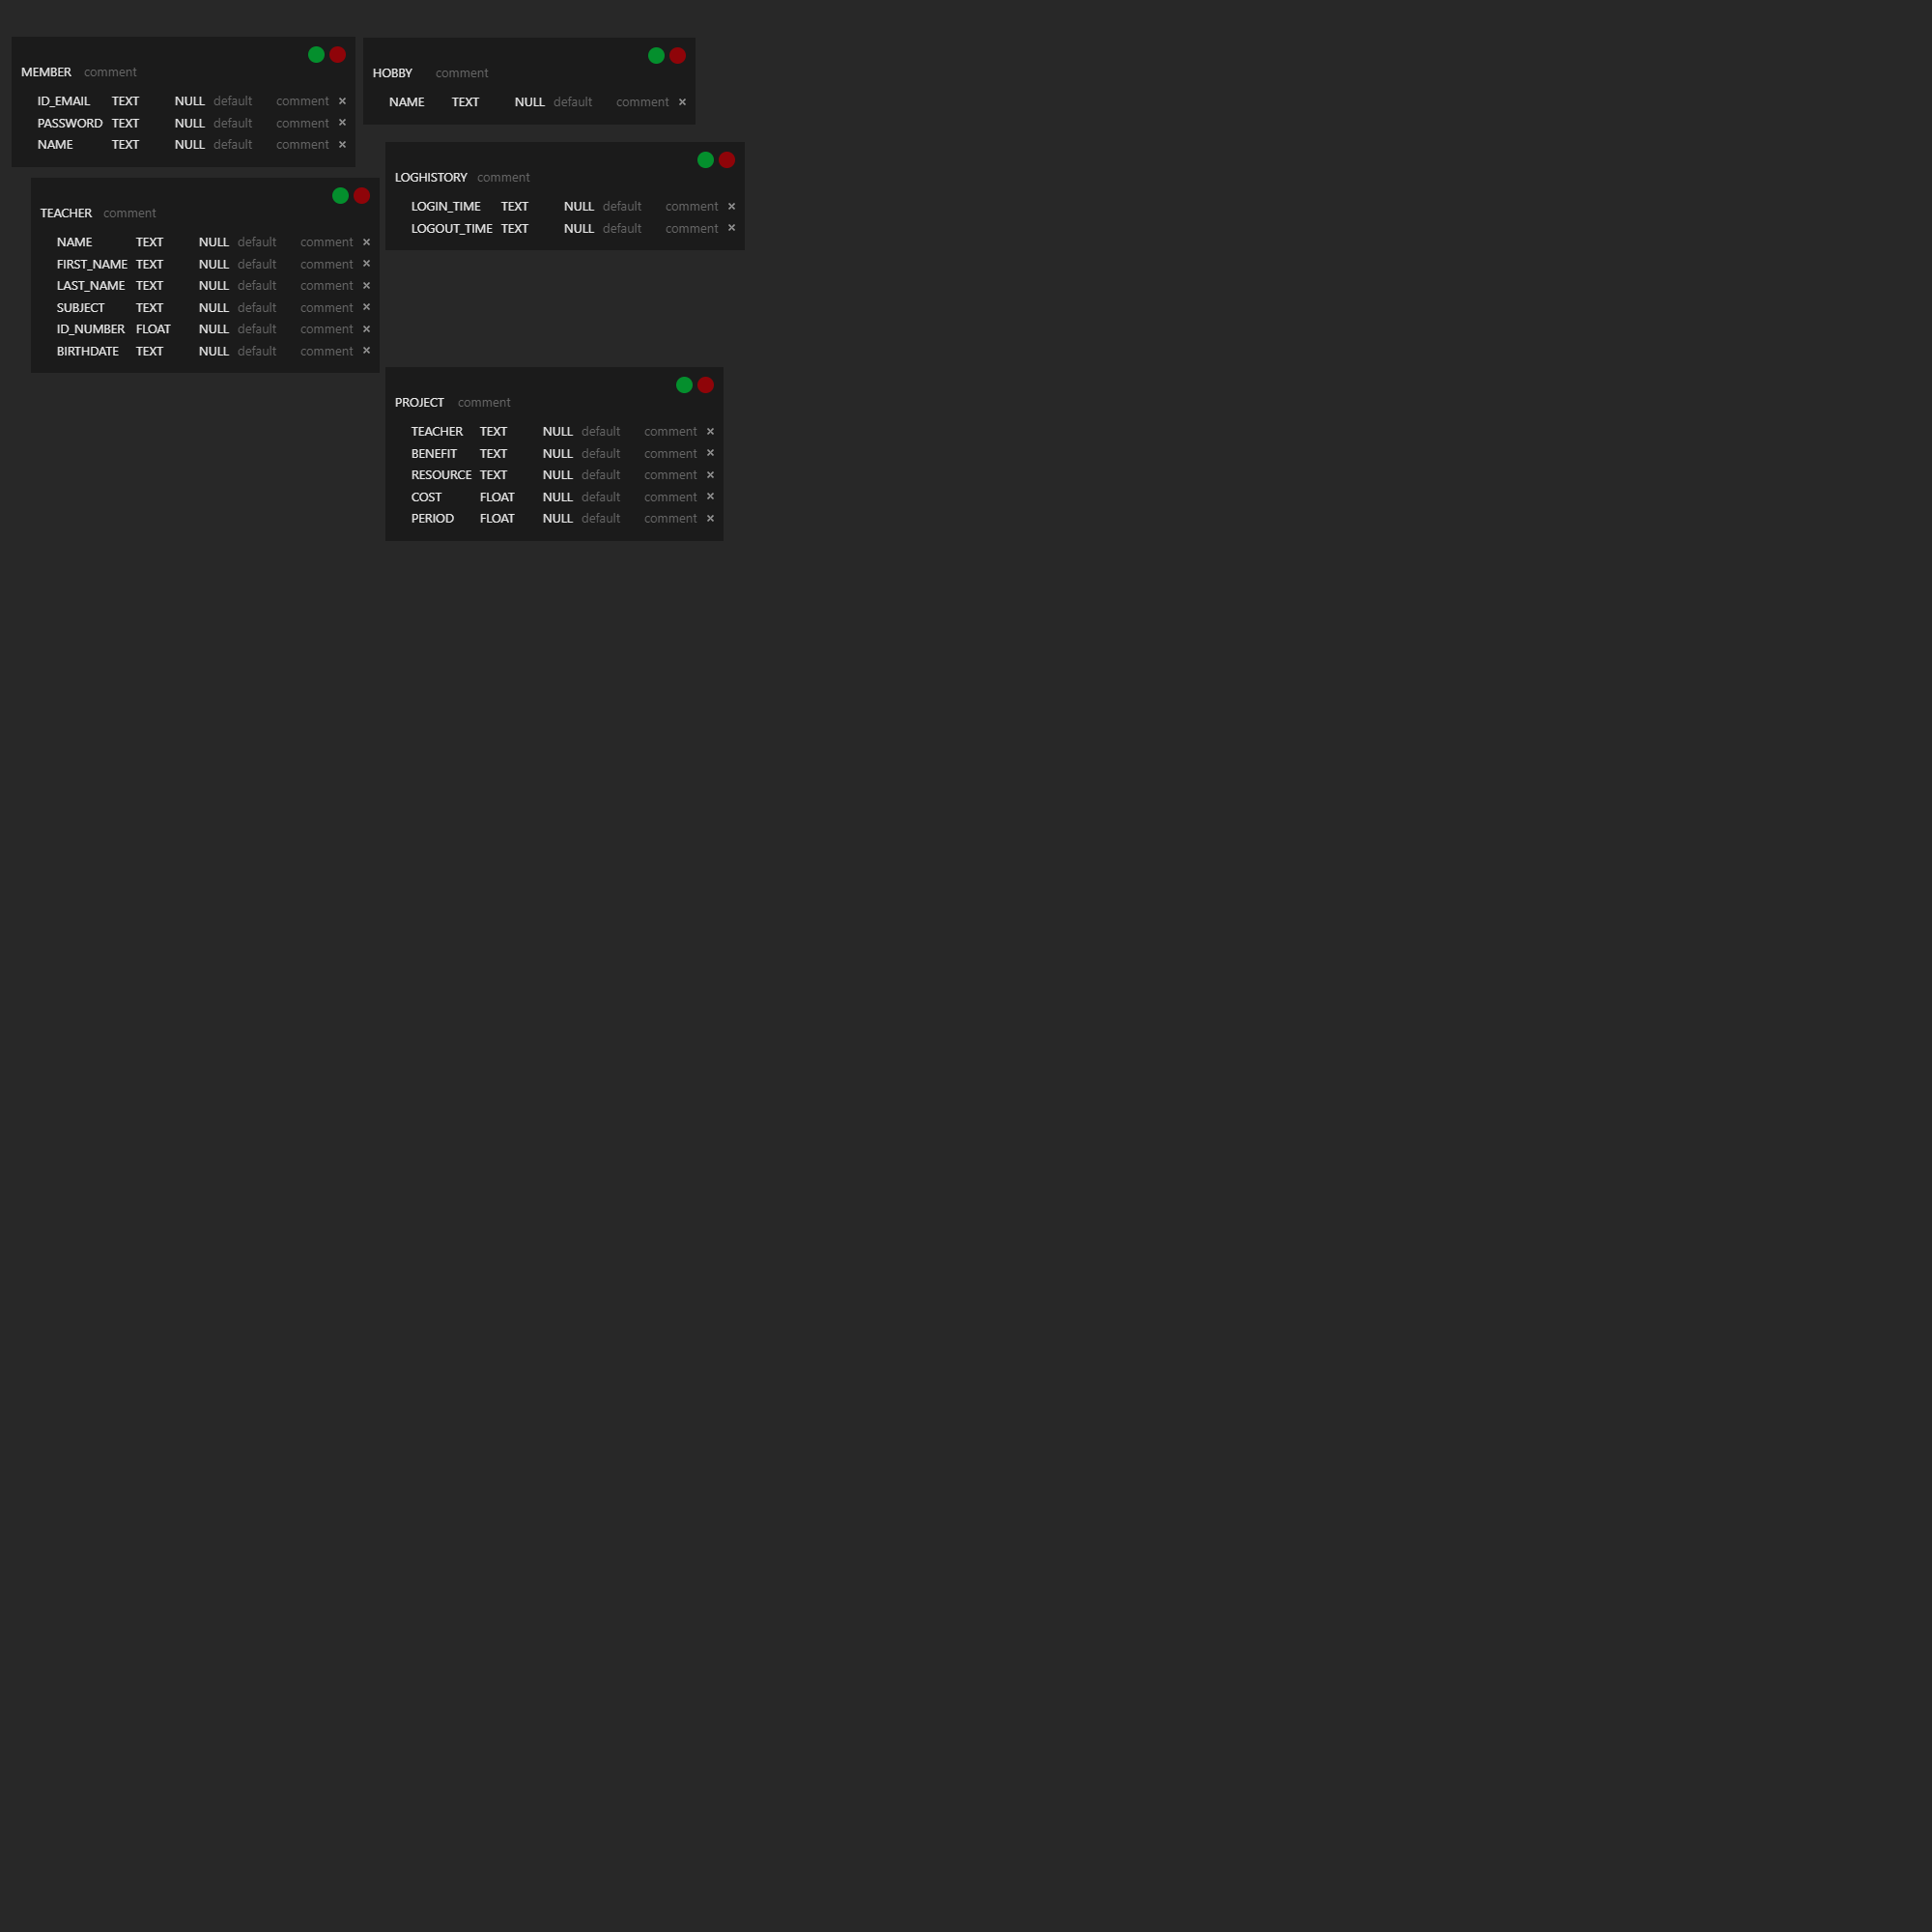 MEMBER comment
ID_EMAIL TEXT NULL default comment ×
PASSWORD TEXT NULL default comment ×
NAME TEXT NULL default comment ×
HOBBY comment
NAME TEXT NULL default comment ×
LOGHISTORY comment
LOGIN_TIME TEXT NULL default comment ×
LOGOUT_TIME TEXT NULL default comment ×
TEACHER comment
NAME TEXT NULL default comment ×
FIRST_NAME TEXT NULL default comment ×
LAST_NAME TEXT NULL default comment ×
SUBJECT TEXT NULL default comment ×
ID_NUMBER FLOAT NULL default comment ×
BIRTHDATE TEXT NULL default comment ×
PROJECT comment
TEACHER TEXT NULL default comment ×
BENEFIT TEXT NULL default comment ×
RESOURCE TEXT NULL default comment ×
COST FLOAT NULL default comment ×
PERIOD FLOAT NULL default comment ×